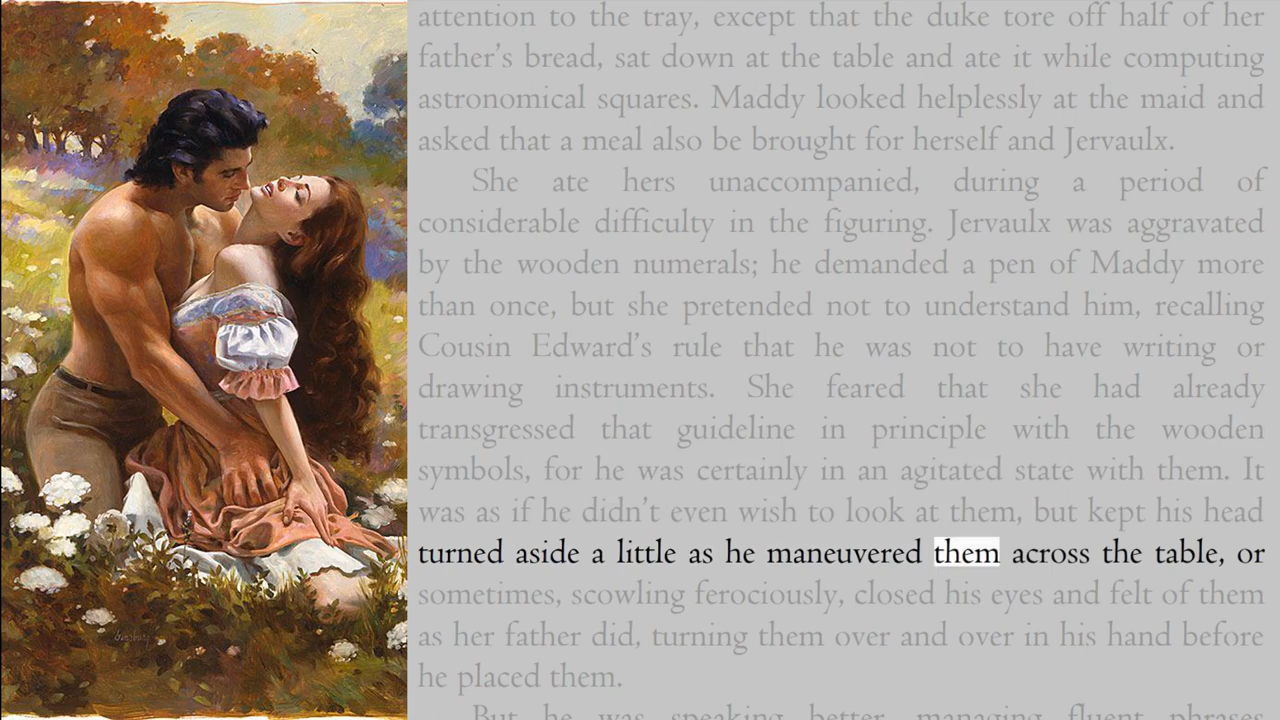 attention to the tray, except that the duke tore off half of her
father’s bread, sat down at the table and ate it while computing
astronomical squares. Maddy looked helplessly at the maid and
asked that a meal also be brought for herself and Jervaulx.
She ate hers unaccompanied, during a period of
considerable difficulty in the figuring. Jervaulx was aggravated
by the wooden numerals; he demanded a pen of Maddy more
than once, but she pretended not to understand him, recalling
Cousin Edward’s rule that he was not to have writing or
drawing instruments. She feared that she had already
transgressed that guideline in principle with the wooden
symbols, for he was certainly in an agitated state with them. It
was as if he didn’t even wish to look at them, but kept his head
turned aside a little as he maneuvered them across the table, or
sometimes, scowling ferociously, closed his eyes and felt of them
as her father did, turning them over and over in his hand before
he placed them.
But he was speaking better, managing fluent phrases